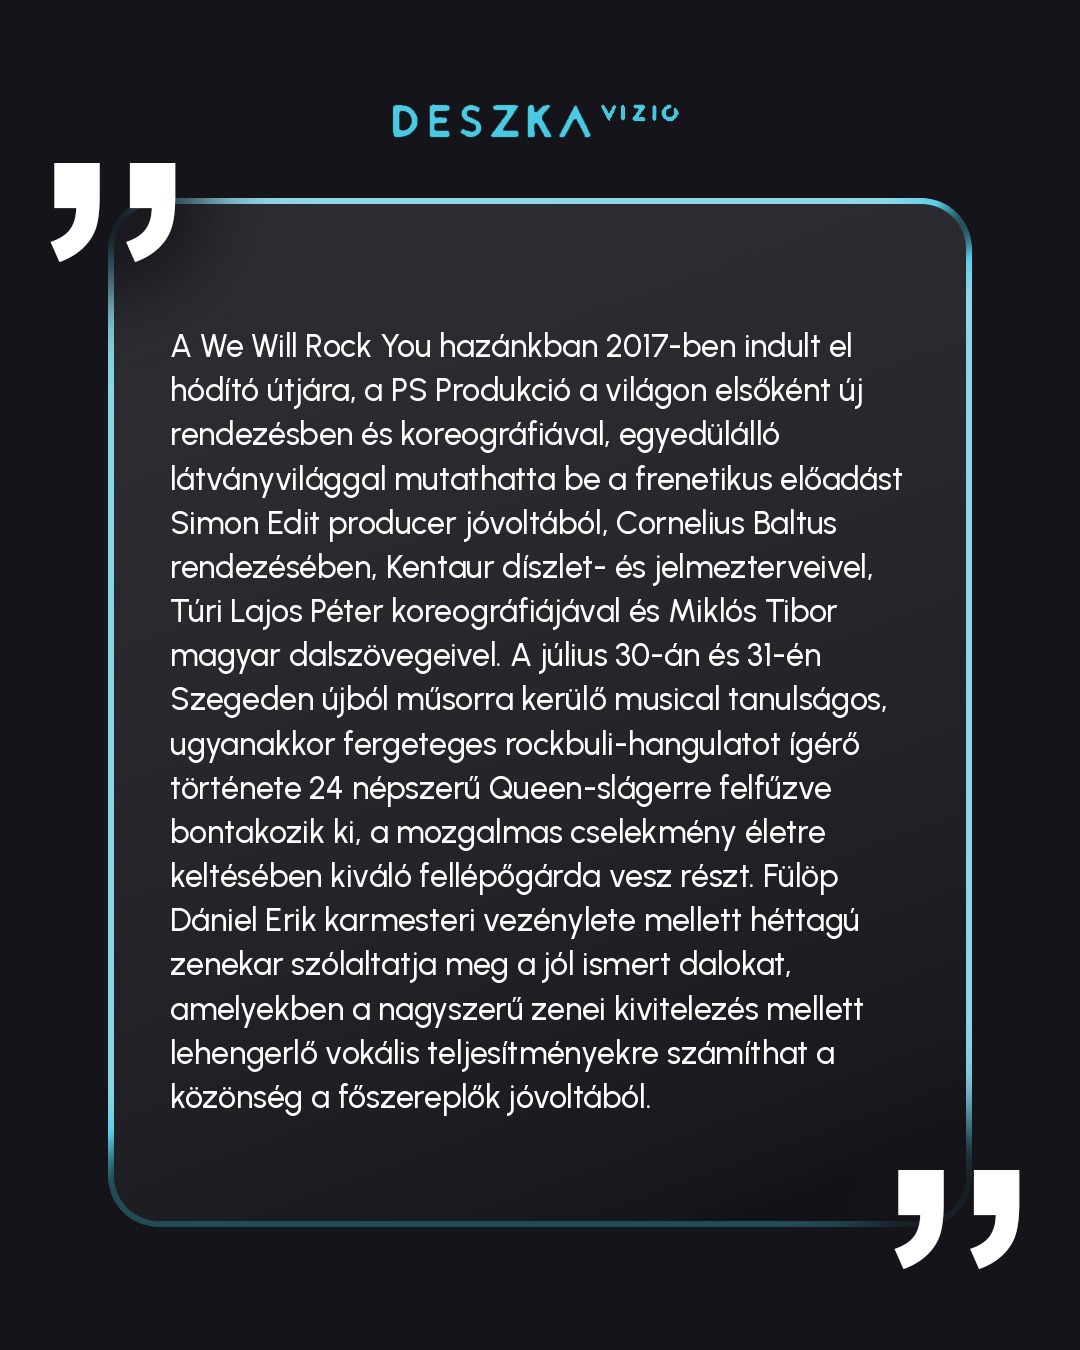 DESZKA VIZIO
”
A We Will Rock You hazánkban 2017-ben indult el
hódító útjára, a PS Produkció a világon elsőként új
rendezésben és koreográfiával, egyedülálló
látványvilággal mutathatta be a frenetikus előadást
Simon Edit producer jóvoltából, Cornelius Baltus
rendezésében, Kentaur díszlet- és jelmezterveivel,
Túri Lajos Péter koreográfiájával és Miklós Tibor
magyar dalszövegeivel. A július 30-án és 31-én
Szegeden újból műsorra kerülő musical tanulságos,
ugyanakkor fergeteges rockbuli-hangulatot ígérő
története 24 népszerű Queen-slágerre felfűzve
bontakozik ki, a mozgalmas cselekmény életre
keltésében kiváló fellépőgárda vesz részt. Fülöp
Dániel Erik karmesteri vezénylete mellett héttagú
zenekar szólaltatja meg a jól ismert dalokat,
amelyekben a nagyszerű zenei kivitelezés mellett
lehengerlő vokális teljesítményekre számíthat a
közönség a főszereplők jóvoltából.
”